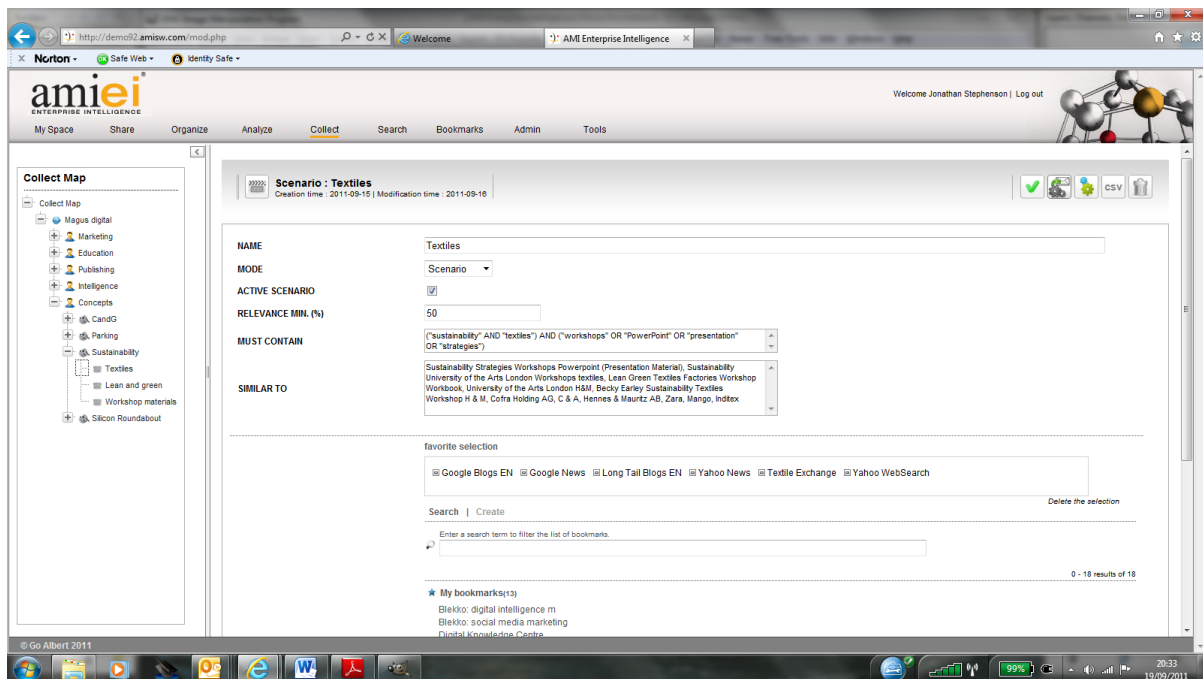 http://demo92.amisw.com/mod.php
Welcome
AMI Enterprise Intelligence
Norton
OK Safe Web
Identity Safe
amiei
ENTERPRISE INTELLIGENCE
Welcome Jonathan Stephenson | Log out
My Space Share Organize Analyze Collect Search Bookmarks Admin Tools
Collect Map
Collect Map
Magus digital
Marketing
Education
Publishing
Intelligence
Concepts
CandG
Parking
Sustainability
Textiles
Lean and green
Workshop materials
Silicon Roundabout
Scenario : Textiles
Creation time : 2011-09-15 | Modification time : 2011-09-16
CSV
NAME Textiles
MODE Scenario
ACTIVE SCENARIO
RELEVANCE MIN. (%) 50
MUST CONTAIN
("sustainability" AND "textiles") AND ("workshops" OR "PowerPoint" OR "presentation"
OR "strategies")
SIMILAR TO
Sustainability Strategies Workshops Powerpoint (Presentation Material), Sustainability
University of the Arts London Workshops textiles, Lean Green Textiles Factories Workshop
Workbook, University of the Arts London H&M, Becky Earley Sustainability Textiles
Workshop H & M, Cofra Holding AG, C & A, Hennes & Mauritz AB, Zara, Mango, Inditex
favorite selection
Google Blogs EN Google News Long Tail Blogs EN Yahoo News Textile Exchange Yahoo WebSearch
Delete the selection
Search | Create
Enter a search term to filter the list of bookmarks.
0 - 18 results of 18
My bookmarks(13)
Blekko: digital intelligence m
Blekko: social media marketing
Digital Knowledge Centre
© Go Albert 2011
99%
20:33
19/09/2011